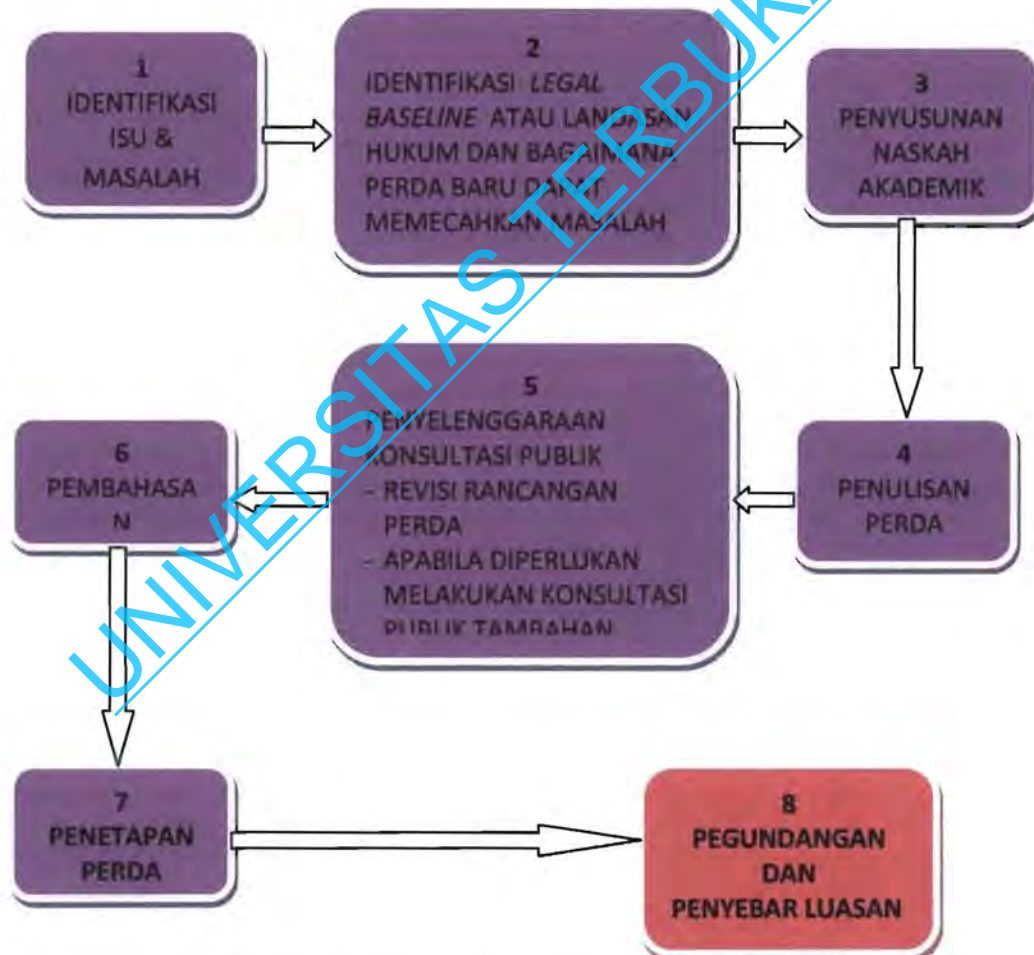 1
IDENTIFIKASI
ISU &
MASALAH
2
IDENTIFIKASI LEGAL
BASELINE ATAU LANDASAN
HUKUM DAN BAGAIMANA
PERDA BARU DAPAT
MEMECAHKAN MASALAH
3
PENYUSUNAN
NASKAH
AKADEMIK
4
PENULISAN
PERDA
5
PENYELENGGARAAN
KONSULTASI PUBLIK
- REVISI RANCANGAN
PERDA
- APABILA DIPERLUKAN
MELAKUKAN KONSULTASI
PUBLIK TAMBAHAN
6
PEMBAHASA
N
7
PENETAPAN
PERDA
8
PEGUNDANGAN
DAN
PENYEBAR LUASAN
UNIVERSITAS TERBUKA